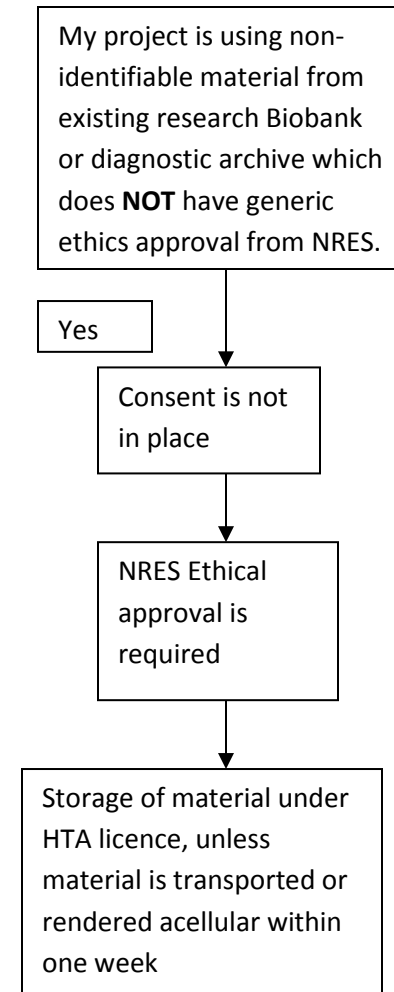 My project is using non-
identifiable material from
existing research Biobank
or diagnostic archive which
does NOT have generic
ethics approval from NRES.
Yes
Consent is not
in place
NRES Ethical
approval is
required
Storage of material under
HTA licence, unless
material is transported or
rendered acellular within
one week